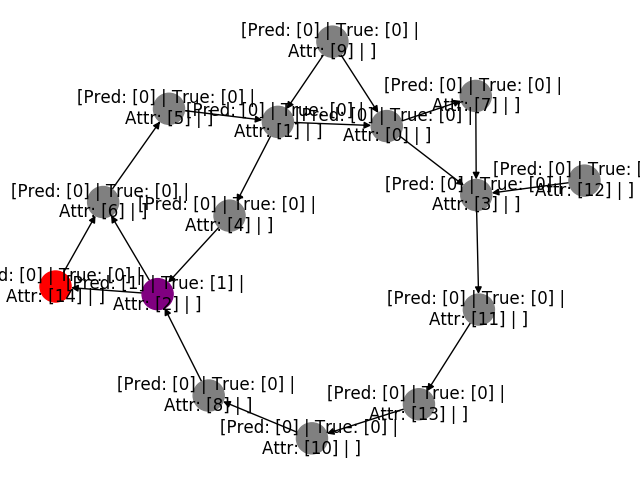 [Pred: [0] | True: [0] |
Attr: [9] | ]
[Pred: [0] | True: [0] |
Attr: [7] | ]
[Pred: [0] | True: [0] |
Attr: [5] | ]
[Pred: [0] | True: [0] |
Attr: [1] | ]
[Pred: [0] | True: [0] |
Attr: [0] | ]
[Pred: [0] | True: [
Attr: [12] | ]
[Pred: [0] | True: [0] |
Attr: [3] | ]
[Pred: [0] | True: [0] |
Attr: [6] | ]
[Pred: [0] | True: [0] |
Attr: [4] | ]
d: [0] | True: [0] |
Attr: [14] | ]
[Pred: [1] | True: [1] |
Attr: [2] | ]
[Pred: [0] | True: [0] |
Attr: [11] | ]
[Pred: [0] | True: [0] |
Attr: [8] | ]
[Pred: [0] | True: [0] |
Attr: [13] | ]
[Pred: [0] | True: [0] |
Attr: [10] | ]